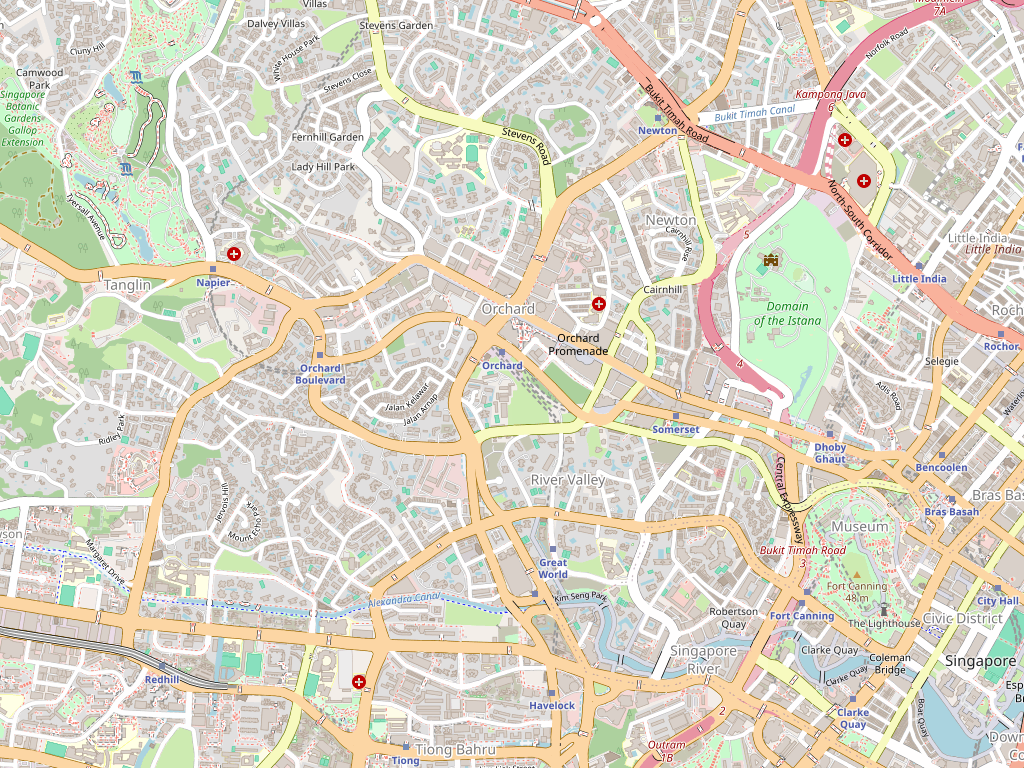 Villas
Dalvey Villas
Stevens Garden
7A
Cluny Hill
White House Park
Norfolk Road
Camwood
Park
Stevens Close
Singapore
Botanic
Gardens
Gallop
Extension
Kampong Java
6
Bukit Timah Road
Bukit Timah Canal
Newton
Fernhill Garden
Stevens Road
Lady Hill Park
Tyersall Avenue
North-South Corridor
Newton
Cairnhill Rise
5
Little India
Little India
Tanglin
Napier
Little India
Cairnhill
Orchard
Domain
of the Istana
Orchard
Promenade
Rochor
4
Selegie
Orchard
Orchard
Boulevard
Jalan Kelawar
Jalan Arnap
Adis Road
Ridley Park
Somerset
Dhoby
Ghaut
Bencoolen
River Valley
Central Expressway
Jervois Hill
Mount Echo
Park
Bras Bas
Bras Basah
Museum
Margaret Drive
Bukit Timah Road
3
Great
World
Fort Canning
48 m
Alexandra Canal
Kim Seng Park
City Hall
Robertson
Quay
Fort Canning
The Lighthouse
Civic District
Singapore
River
Clarke Quay
Coleman
Bridge
Singapore
Redhill
Clarke Quay
Havelock
2
Clarke
Quay
Boat Quay
Outram
1B
Tiong Bahru
Tiong